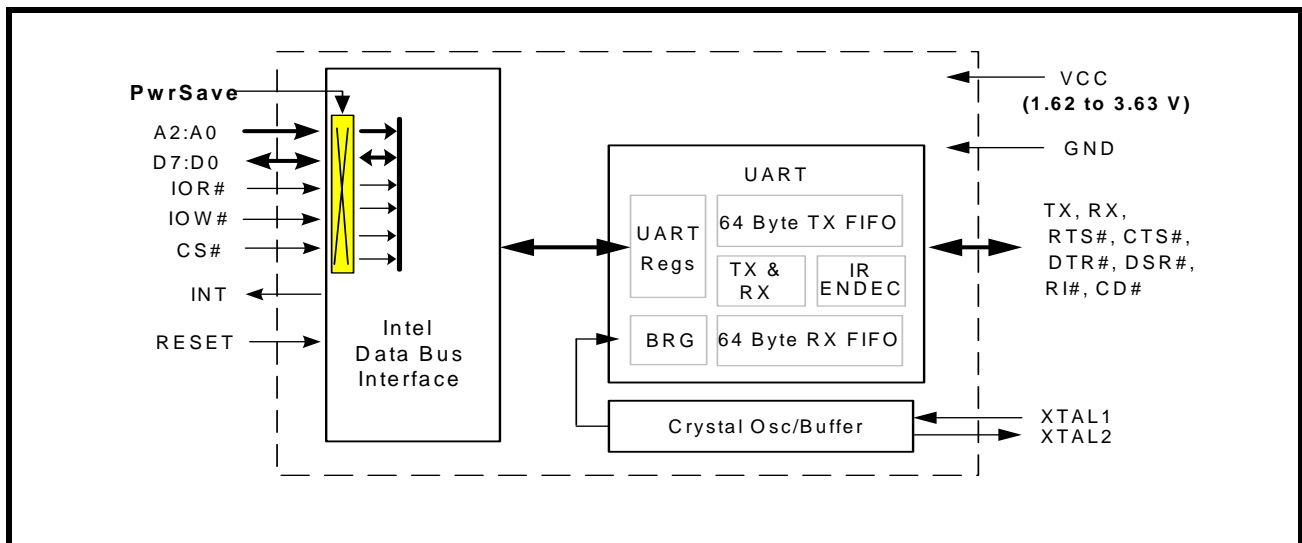 PwrSave
A2:A0
D7:D0
IOR#
IOW#
CS#
INT
RESET
Intel
Data Bus
Interface
UART
UART
Regs
64 Byte TX FIFO
TX &
RX
IR
ENDEC
BRG
64 Byte RX FIFO
Crystal Osc/Buffer
VCC
(1.62 to 3.63 V)
GND
TX, RX,
RTS#, CTS#,
DTR#, DSR#,
RI#, CD#
XTAL1
XTAL2